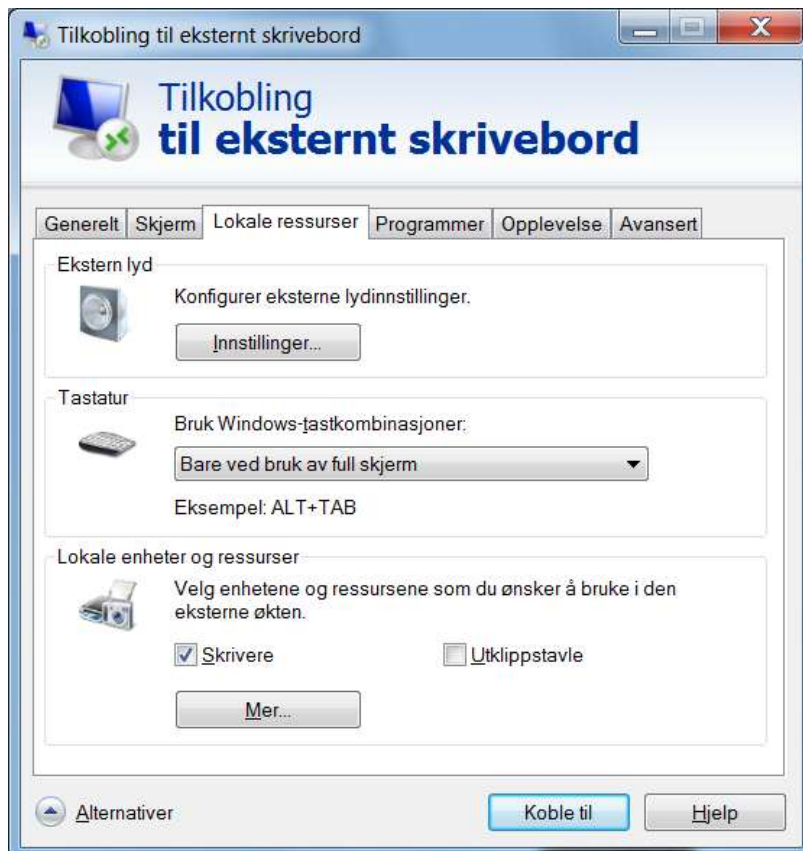 Tilkobling til eksternt skrivebord
Tilkobling
til eksternt skrivebord
Generelt Skjerm Lokale ressurser Programmer Opplevelse Avansert
Ekstern lyd
Konfigurer eksterne lydinnstillinger.
Innstillinger...
Tastatur
Bruk Windows-tastkombinasjoner:
Bare ved bruk av full skjerm
Eksempel: ALT+TAB
Lokale enheter og ressurser
Velg enhetene og ressursene som du ønsker å bruke i den
eksterne økten.
Skrivere Utklippstavle
Mer...
Alternativer Koble til Hjelp